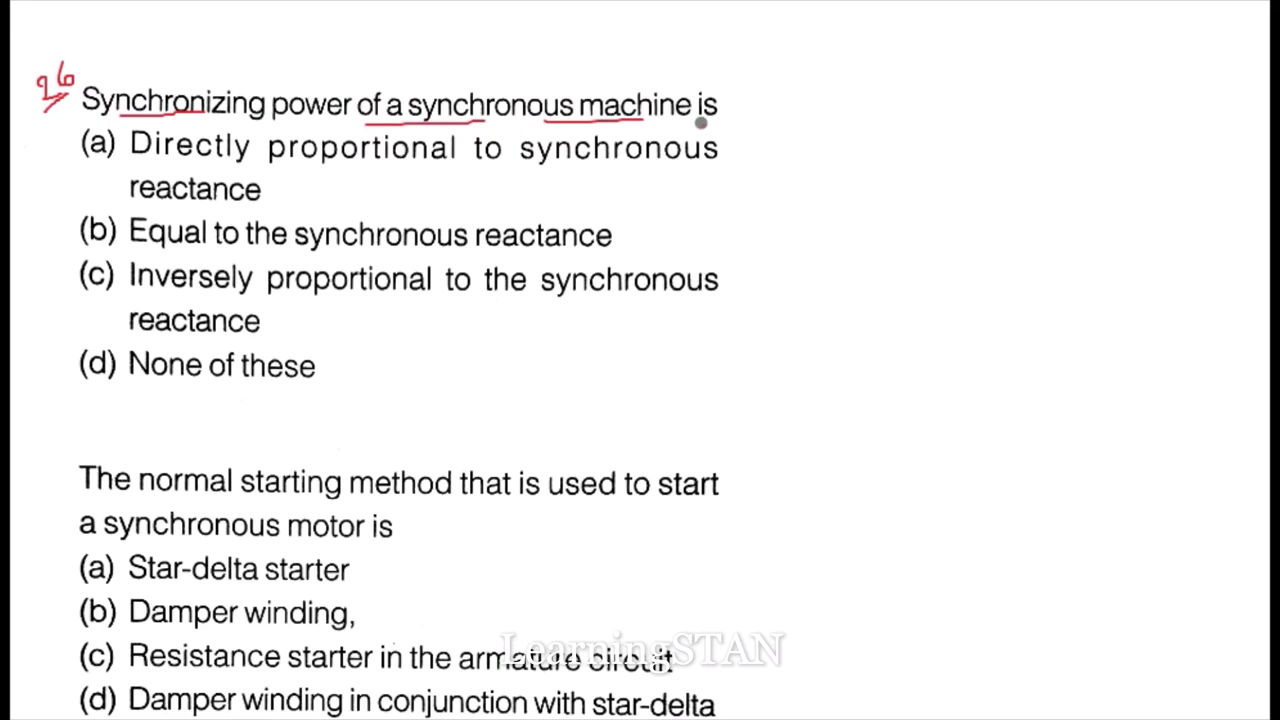 26
Synchronizing power of a synchronous machine is
(a) Directly proportional to synchronous
reactance
(b) Equal to the synchronous reactance
(c) Inversely proportional to the synchronous
reactance
(d) None of these
The normal starting method that is used to start
a synchronous motor is
(a) Star-delta starter
(b) Damper winding,
(c) Resistance starter in the armature circuit
LearningSTAN
(d) Damper winding in conjunction with star-delta